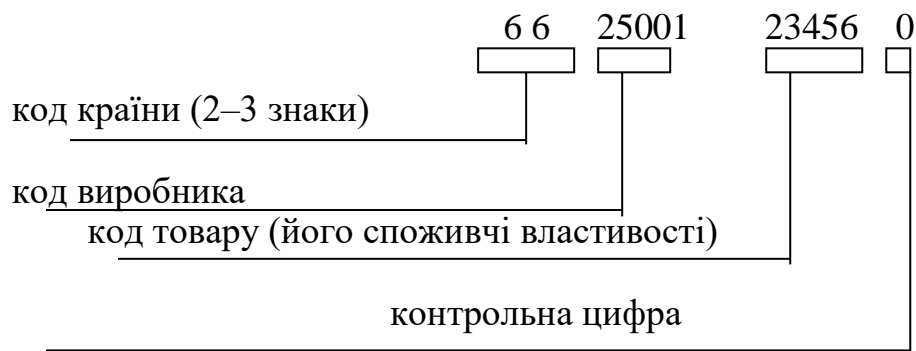 6 6 25001 23456 0
код країни (2–3 знаки)
код виробника
код товару (його споживчі властивості)
контрольна цифра